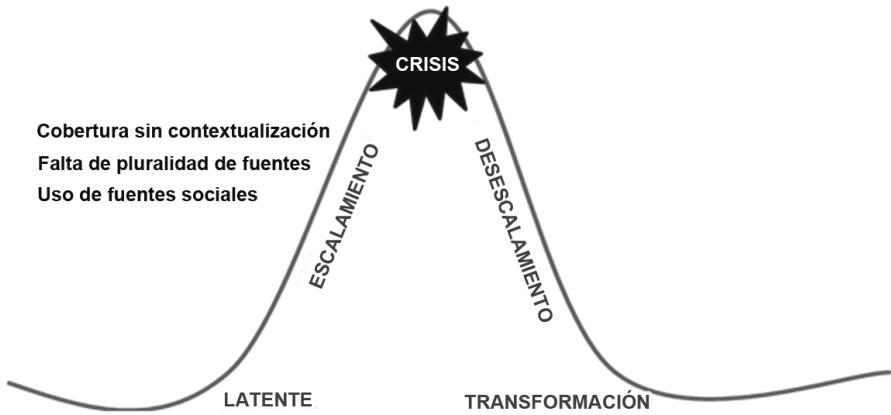 CRISIS
Cobertura sin contextualización
Falta de pluralidad de fuentes
Uso de fuentes sociales
ESCALAMIENTO
DESESCALAMIENTO
LATENTE
TRANSFORMACIÓN